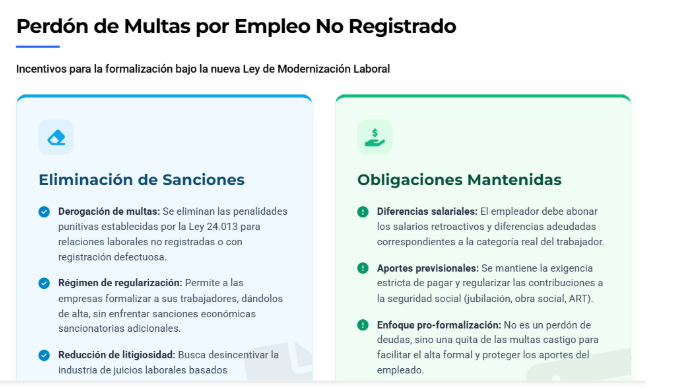 Perdón de Multas por Empleo No Registrado
Incentivos para la formalización bajo la nueva Ley de Modernización Laboral
Eliminación de Sanciones
Derogación de multas: Se eliminan las penalidades
punitivas establecidas por la Ley 24.013 para
relaciones laborales no registradas o con
registración defectuosa.
Régimen de regularización: Permite a las
empresas formalizar a sus trabajadores, dándolos
de alta, sin enfrentar sanciones económicas
sancionatorias adicionales.
Reducción de litigiosidad: Busca desincentivar la
industria de juicios laborales basados
Obligaciones Mantenidas
Diferencias salariales: El empleador debe abonar
los salarios retroactivos y diferencias adeudadas
correspondientes a la categoría real del trabajador.
Aportes previsionales: Se mantiene la exigencia
estricta de pagar y regularizar las contribuciones a
la seguridad social (jubilación, obra social, ART).
Enfoque pro-formalización: No es un perdón de
deudas, sino una quita de las multas castigo para
facilitar el alta formal y proteger los aportes del
empleado.